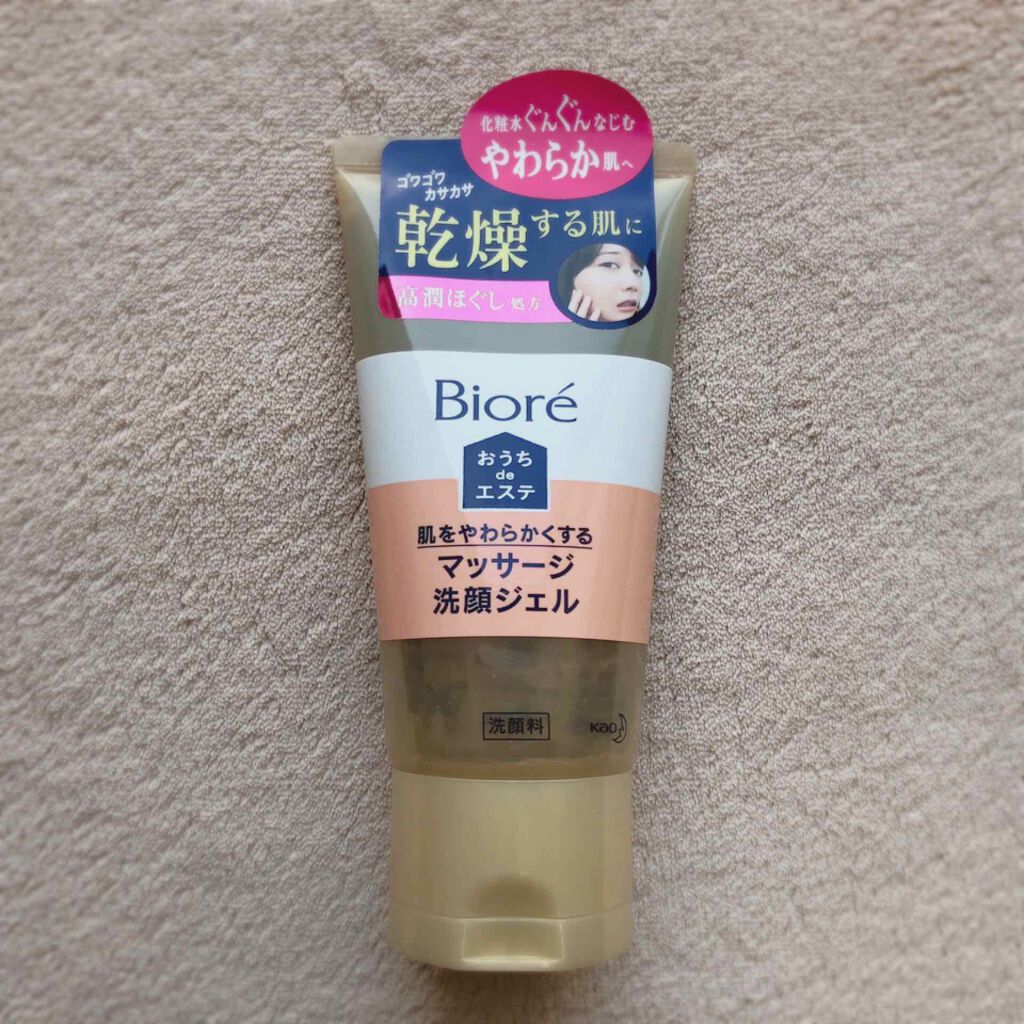 化粧水ぐんぐんなじむ
やわらか肌へ
ゴワゴワ
カサカサ
乾燥する肌に
高潤ほぐし処方
Bioré
おうち
de
エステ
肌をやわらかくする
マッサージ
洗顔ジェル
洗顔料
Kao